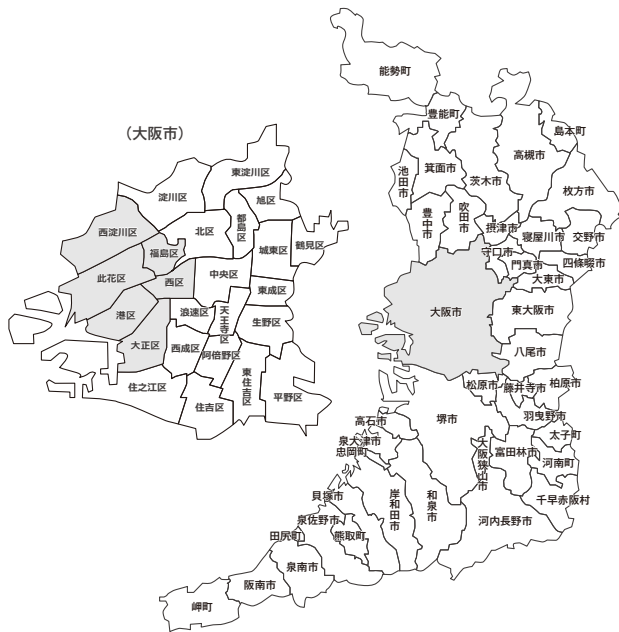 （大阪市）
東淀川区
淀川区
旭区
都島区
北区
西淀川区
鶴見区
城東区
福島区
中央区
此花区
西区
東成区
港区
浪速区
天王寺区
生野区
大正区
西成区
阿倍野区
東住吉区
住之江区
平野区
住吉区
能勢町
豊能町
島本町
高槻市
箕面市
池田市
茨木市
枚方市
吹田市
豊中市
摂津市
寝屋川市
交野市
守口市
門真市
四條畷市
大東市
大阪市
東大阪市
八尾市
松原市
藤井寺市
柏原市
羽曳野市
高石市
堺市
太子町
泉大津市
忠岡町
大阪狭山市
富田林市
河南町
千早赤阪村
貝塚市
岸和田市
和泉市
河内長野市
泉佐野市
田尻町
熊取町
泉南市
阪南市
岬町